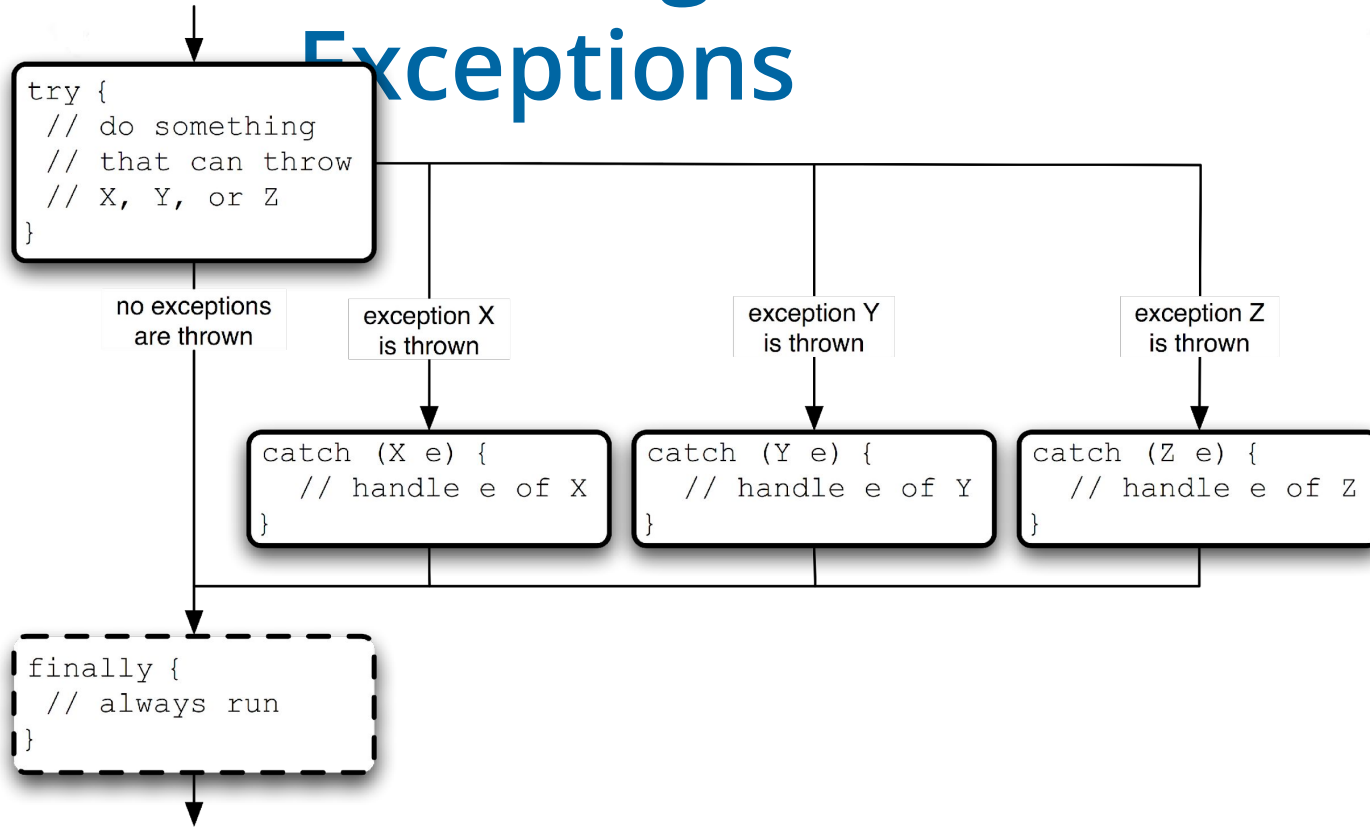 Exceptions
try {
// do something
// that can throw
// X, Y, or Z
}
no exceptions
are thrown
exception X
is thrown
exception Y
is thrown
exception Z
is thrown
catch (X e) {
// handle e of X
}
catch (Y e) {
// handle e of Y
}
catch (Z e) {
// handle e of Z
}
finally {
// always run
}